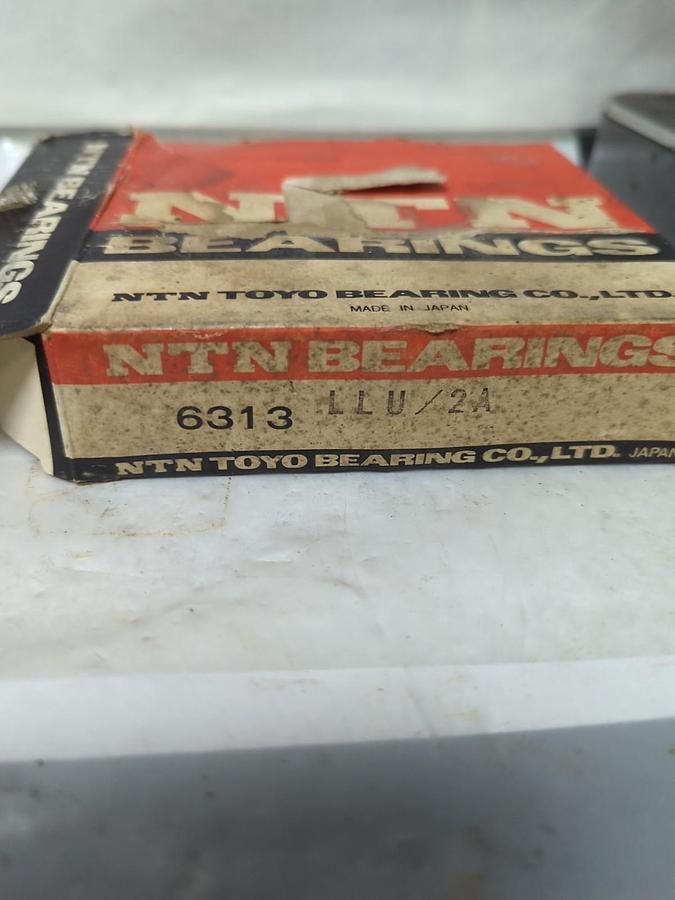 NTN BEARINGS
NTN
BEARINGS
NTN TOYO BEARING CO.,LTD.
MADE IN JAPAN
NTN BEARINGS
6313 LLU/2A
NTN TOYO BEARING CO.,LTD. JAPAN